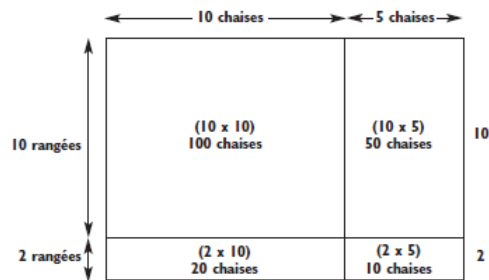 10 chaises 5 chaises
10 rangées
(10 x 10)
100 chaises
(10 x 5)
50 chaises
10
2 rangées
(2 x 10)
20 chaises
(2 x 5)
10 chaises
2